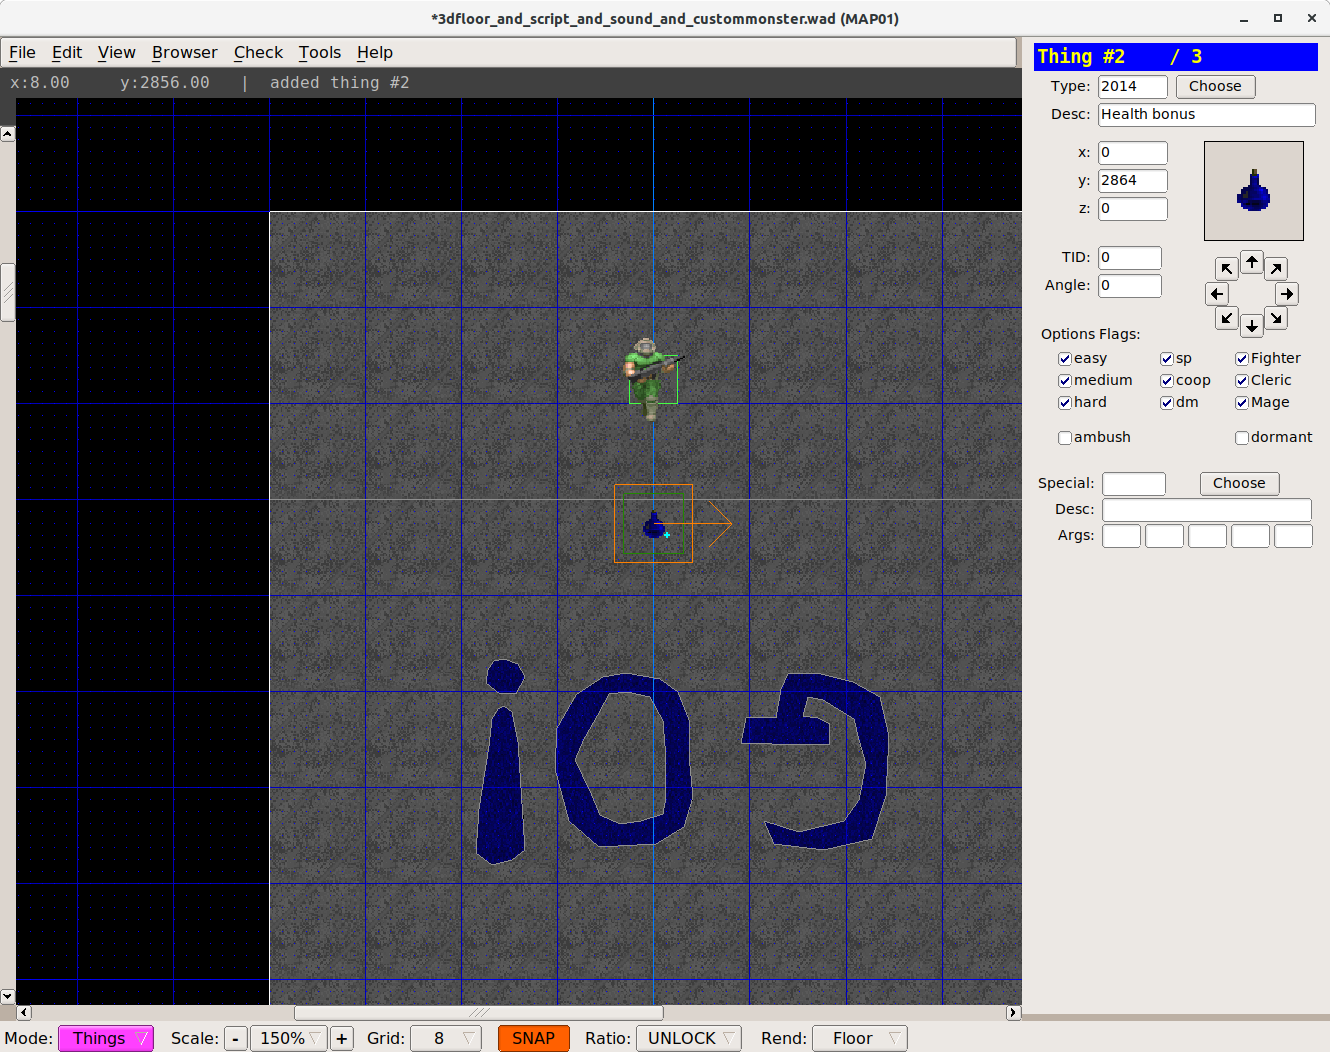 *3dfloor_and_script_and_sound_and_custommonster.wad (MAP01)
File Edit View Browser Check Tools Help
x:8.00 y:2856.00 | added thing #2
Thing #2 / 3
Type: 2014 Choose
Desc: Health bonus
x: 0
y: 2864
z: 0
TID: 0
Angle: 0
Options Flags:
easy sp Fighter
medium coop Cleric
hard dm Mage
ambush dormant
Special: Choose
Desc:
Args:
Mode: Things Scale: - 150% + Grid: 8 SNAP Ratio: UNLOCK Rend: Floor